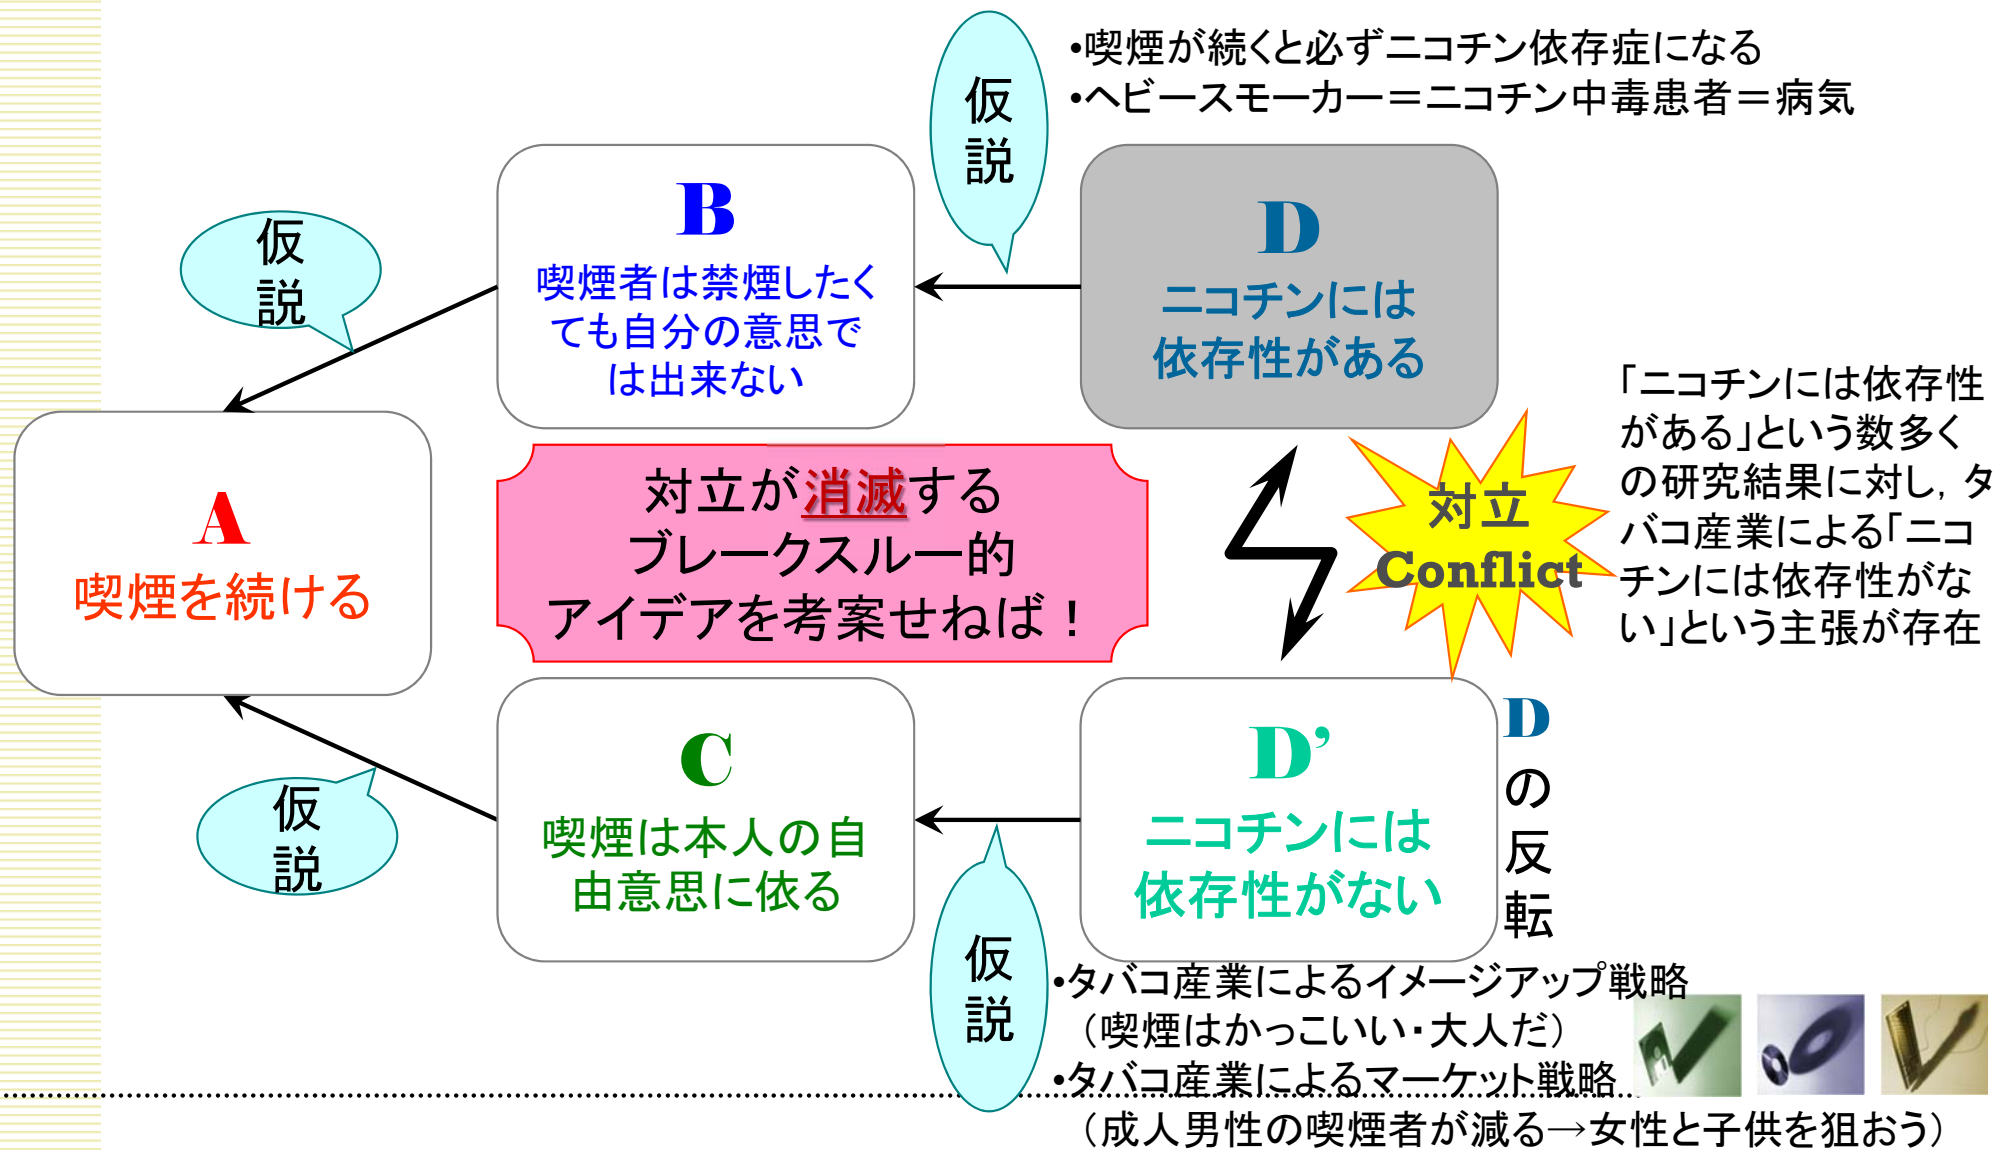 ・喫煙が続くと必ずニコチン依存症になる
・ヘビースモーカー＝ニコチン中毒患者＝病気
仮
説
B
喫煙者は禁煙したく
ても自分の意思で
は出来ない
D
ニコチンには
依存性がある
仮
説
「ニコチンには依存性
がある」という数多く
の研究結果に対し, タ
バコ産業による「ニコ
チンには依存性がな
い」という主張が存在
対立
Conflict
対立が消滅する
ブレークスルー的
アイデアを考案せねば！
A
喫煙を続ける
C
喫煙は本人の自
由意思に依る
D’
ニコチンには
依存性がない
D
の
反
転
仮
説
仮
説
・タバコ産業によるイメージアップ戦略
（喫煙はかっこいい・大人だ）
・タバコ産業によるマーケット戦略
（成人男性の喫煙者が減る→女性と子供を狙おう）